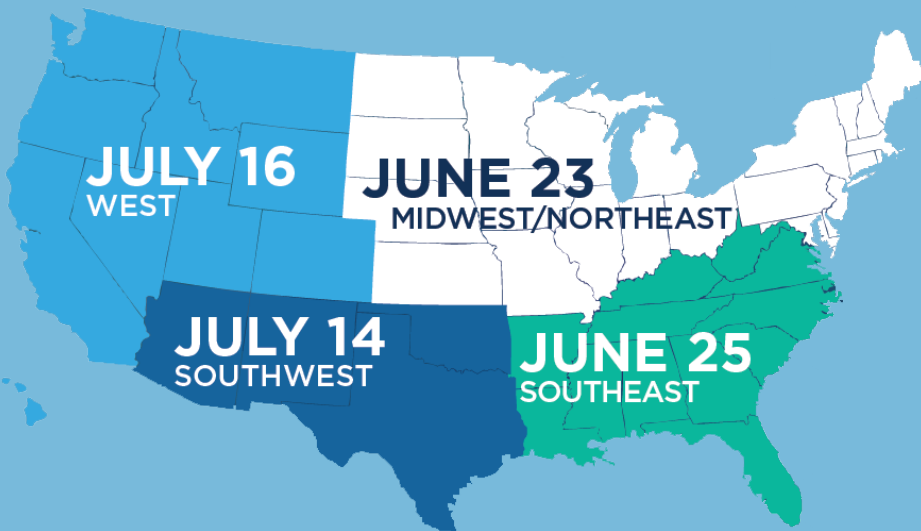 JULY 16
WEST
JUNE 23
MIDWEST/NORTHEAST
JULY 14
SOUTHWEST
JUNE 25
SOUTHEAST